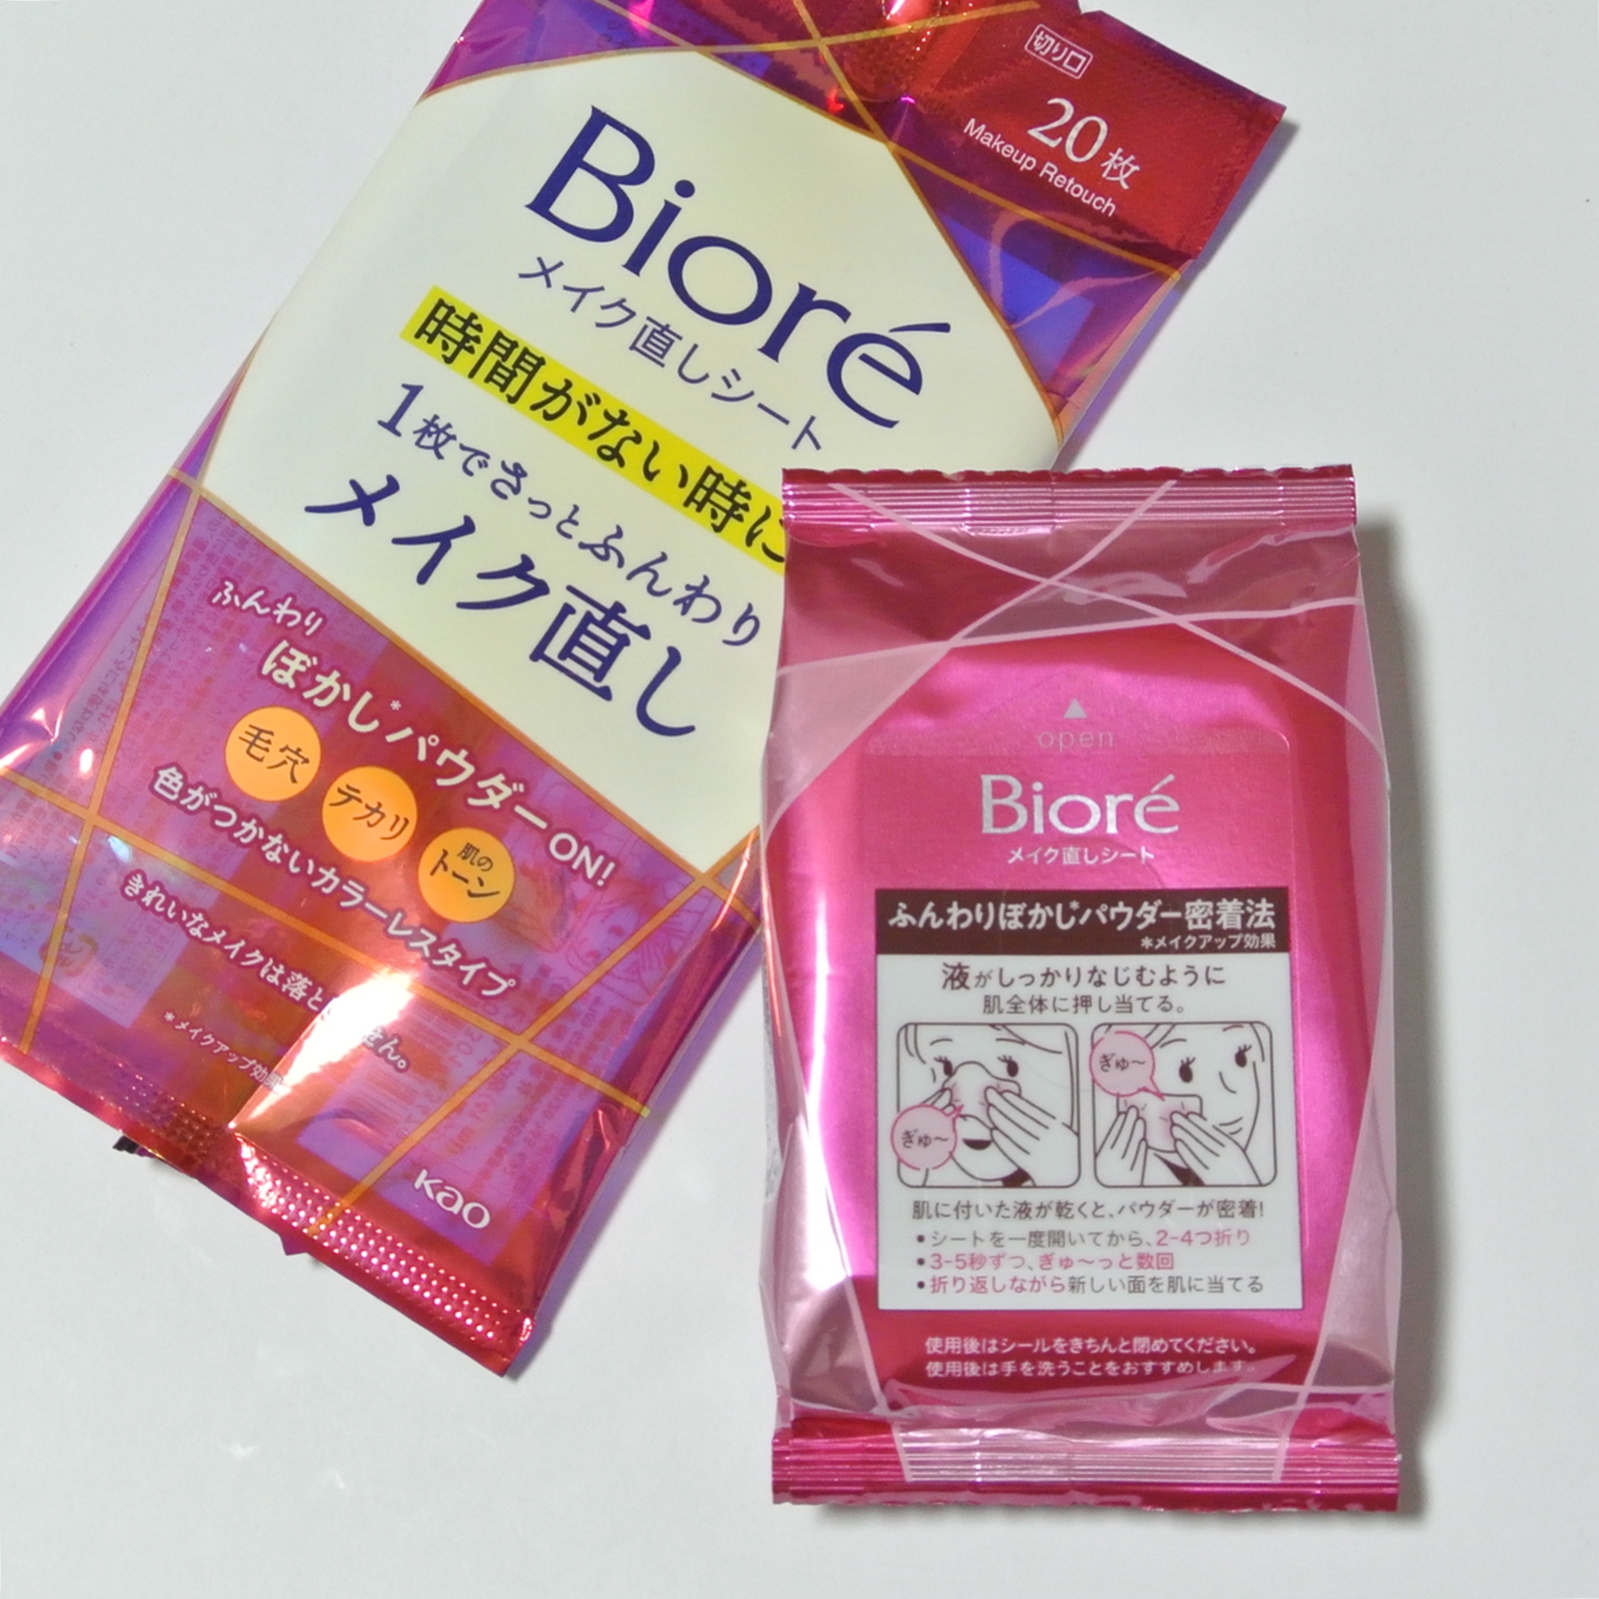 切り口
20枚
Makeup Retouch
Bioré
メイク直しシート
時間がない時に
1枚でさっとふんわり
メイク直し
ふんわり
ぼかし*パウダーON!
毛穴
テカリ
肌の
トーン
色がつかないカラーレスタイプ
きれいなメイクは落と
せん。
*メイクアップ効果
Kao
open
Bioré
メイク直しシート
ふんわりぼかし*パウダー密着法
*メイクアップ効果
液がしっかりなじむように
肌全体に押し当てる。
ぎゅ〜
ぎゅ〜
肌に付いた液が乾くと、パウダーが密着!
•シートを一度開いてから、2-4つ折り
•3-5秒ずつ、ぎゅ〜っと数回
•折り返しながら新しい面を肌に当てる
使用後はシールをきちんと閉めてください。
使用後は手を洗うことをおすすめします。